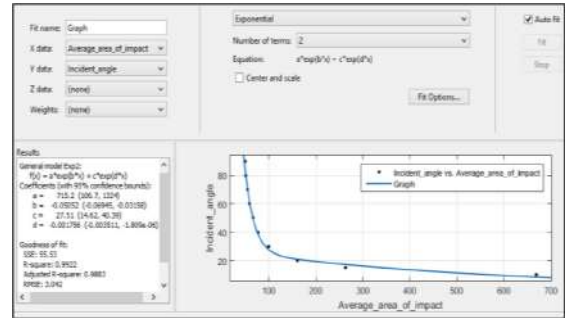 Fit name: Graph
X data: Average_area_of_impact
Y data: Incident_angle
Z data: (none)
Weights: (none)
Exponential
Number of terms: 2
Equation: a*exp(b*x) + c*exp(d*x)
Center and scale
Fit Options...
Auto Fit
Fit
Stop
Results
General model Exp2:
f(x) = a*exp(b*x) + c*exp(d*x)
Coefficients (with 95% confidence bounds):
a = 715.2 (106.7, 1324)
b = -0.05052 (-0.06945, -0.03158)
c = 27.51 (14.62, 40.39)
d = -0.001756 (-0.003511, -1.809e-06)
Goodness of fit:
SSE: 55.53
R-square: 0.9922
Adjusted R-square: 0.9883
RMSE: 3.042
Incident_angle vs. Average_area_of_impact
Graph
80
60
40
20
Incident_angle
100 200 300 400 500 600 700
Average_area_of_impact